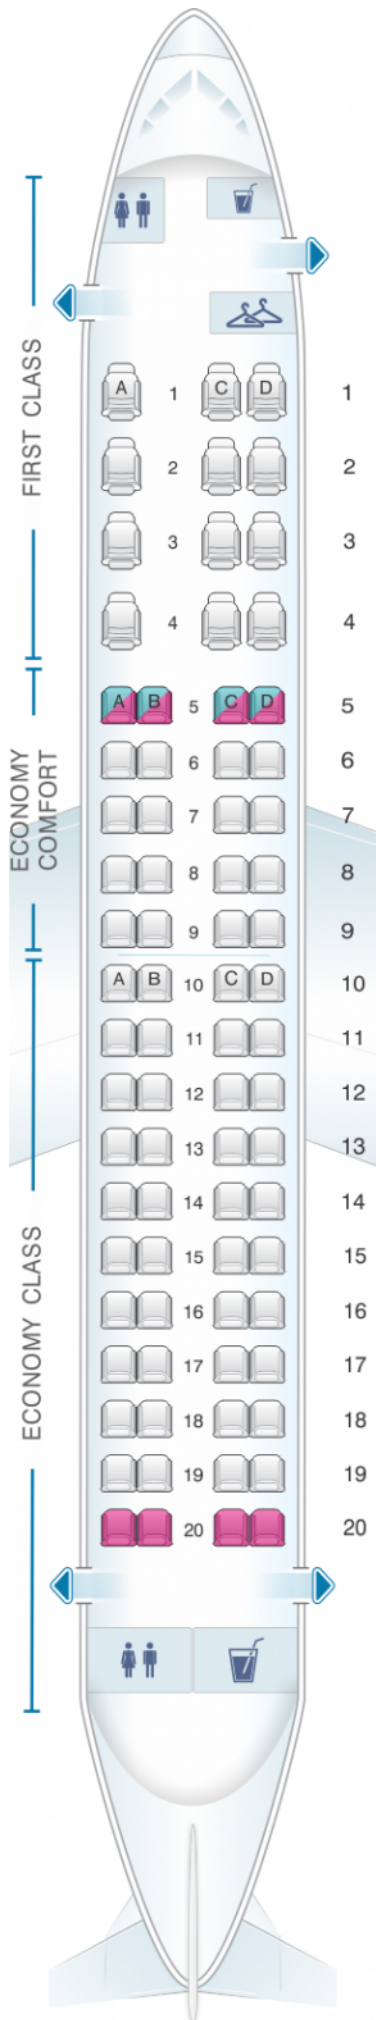 FIRST CLASS
A 1 C D 1
2 2
3 3
4 4
ECONOMY
COMFORT
A B 5 C D 5
6 6
7 7
8 8
9 9
ECONOMY CLASS
A B 10 C D 10
11 11
12 12
13 13
14 14
15 15
16 16
17 17
18 18
19 19
20 20